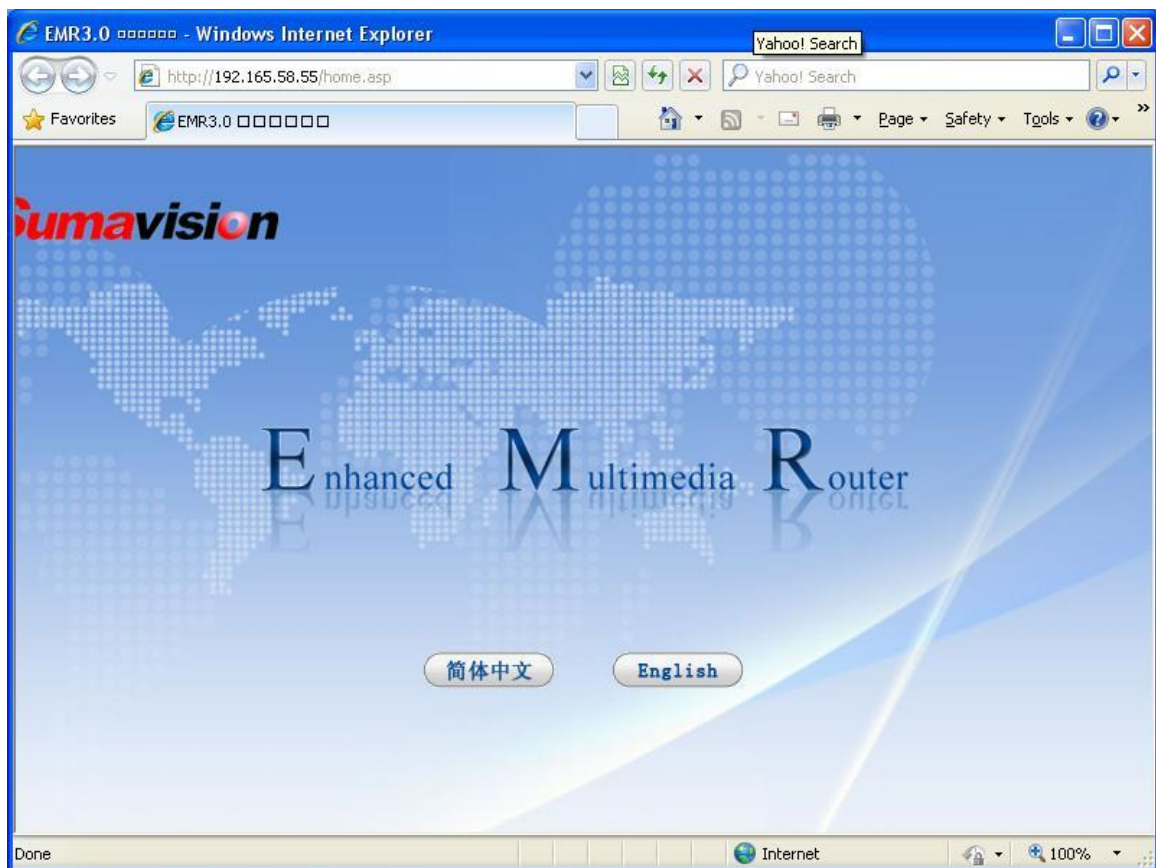 EMR3.0 □□□□□□ - Windows Internet Explorer
Yahoo! Search
http://192.165.58.55/home.asp
Yahoo! Search
Favorites
EMR3.0 □□□□□□
Page
Safety
Tools
»
Sumavision
Enhanced Multimedia Router
简体中文
English
Done
Internet
100%